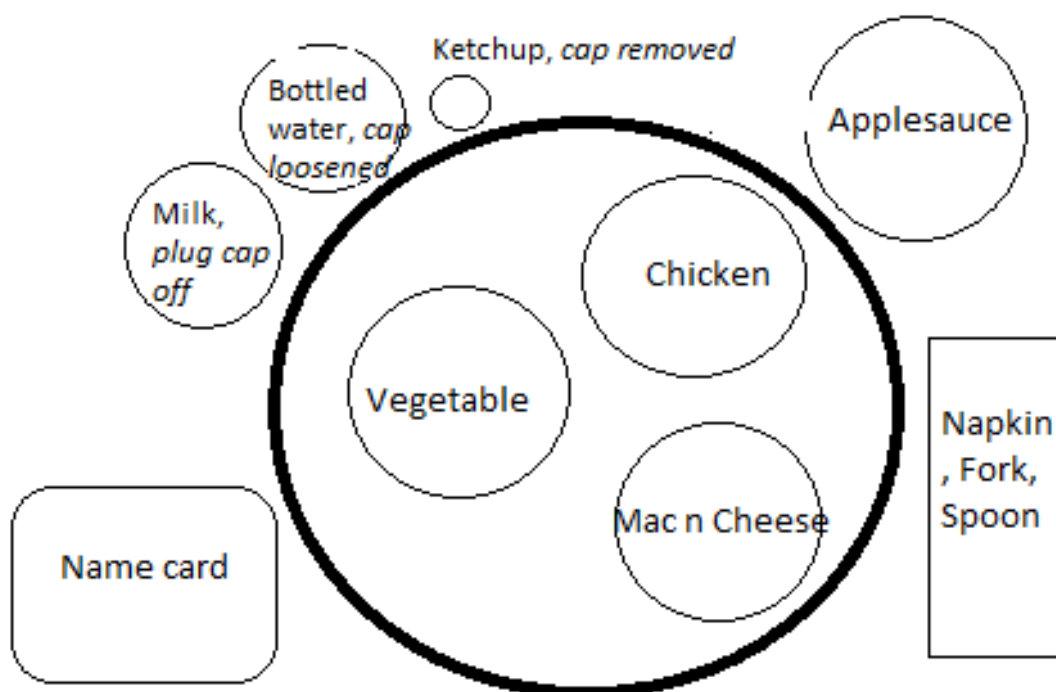 Ketchup, cap removed
Bottled
water, cap
loosened
Applesauce
Milk,
plug cap
off
Chicken
Vegetable
Napkin
, Fork,
Spoon
Mac n Cheese
Name card